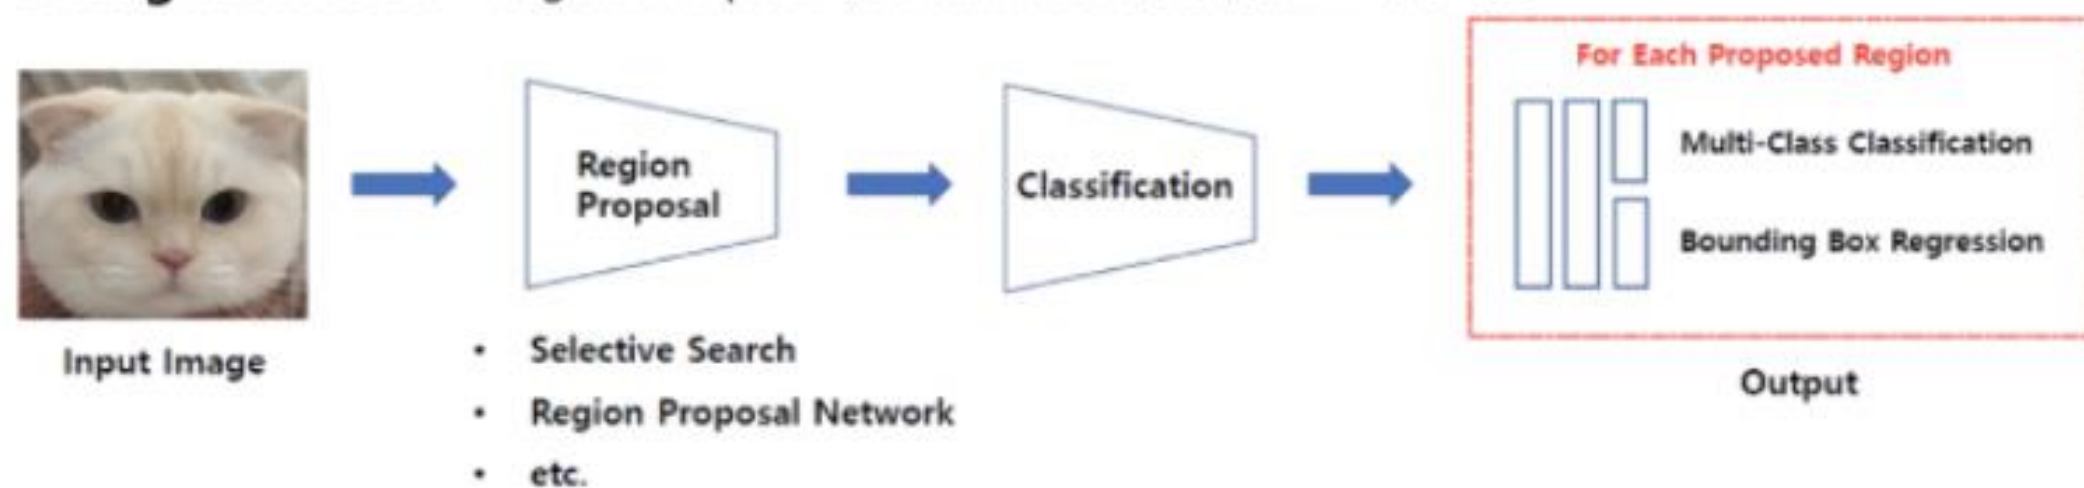 For Each Proposed Region
Region
Proposal
Classification
Multi-Class Classification
Bounding Box Regression
Input Image
• Selective Search
• Region Proposal Network
• etc.
Output